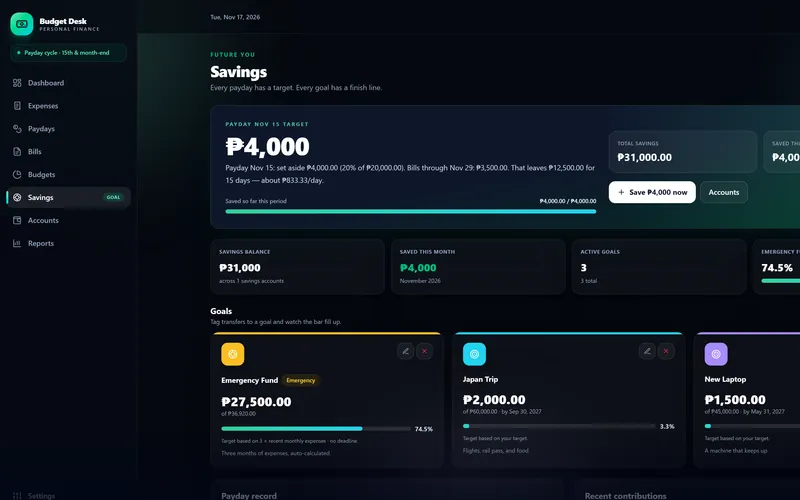 Budget Desk
PERSONAL FINANCE
Payday cycle · 15th & month-end
Dashboard
Expenses
Paydays
Bills
Budgets
Savings
GOAL
Accounts
Reports
Settings
Tue, Nov 17, 2026
FUTURE YOU
Savings
Every payday has a target. Every goal has a finish line.
PAYDAY NOV 15 TARGET
₱4,000
Payday Nov 15: set aside ₱4,000.00 (20% of ₱20,000.00). Bills through Nov 29: ₱3,500.00. That leaves ₱12,500.00 for
15 days — about ₱833.33/day.
Saved so far this period
₱4,000.00 / ₱4,000.00
TOTAL SAVINGS
₱31,000.00
SAVED
₱4,00
+ Save ₱4,000 now
Accounts
SAVINGS BALANCE
₱31,000
across 1 savings accounts
SAVED THIS MONTH
₱4,000
November 2026
ACTIVE GOALS
3
3 total
EMERGENCY
74.5%
Goals
Tag transfers to a goal and watch the bar fill up.
Emergency Fund
Emergency
₱27,500.00
of ₱36,920.00
74.5%
Target based on 3 × recent monthly expenses · no deadline.
Three months of expenses, auto-calculated.
Japan Trip
₱2,000.00
of ₱60,000.00 · by Sep 30, 2027
3.3%
Target based on your target.
Flights, rail pass, and food
New Laptop
₱1,500.00
of ₱45,000.00 · by May 31, 2027
Target based on your target.
A machine that keeps up
Payday record
Recent contributions